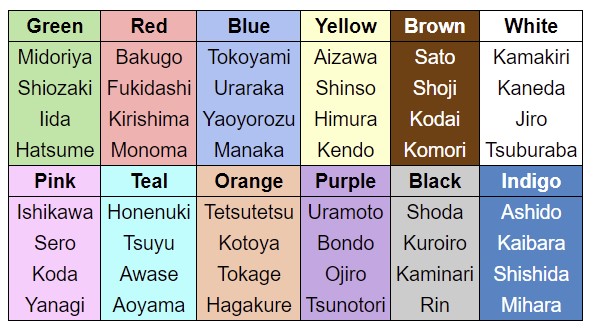 Green Red Blue Yellow Brown White
Midoriya Bakugo Tokoyami Aizawa Sato Kamakiri
Shiozaki Fukidashi Uraraka Shinso Shoji Kaneda
Iida Kirishima Yaoyorozu Himura Kodai Jiro
Hatsume Monoma Manaka Kendo Komori Tsuburaba
Pink Teal Orange Purple Black Indigo
Ishikawa Honenuki Tetsutetsu Uramoto Shoda Ashido
Sero Tsuyu Kotoya Bondo Kuroiro Kaibara
Koda Awase Tokage Ojiro Kaminari Shishida
Yanagi Aoyama Hagakure Tsunotori Rin Mihara